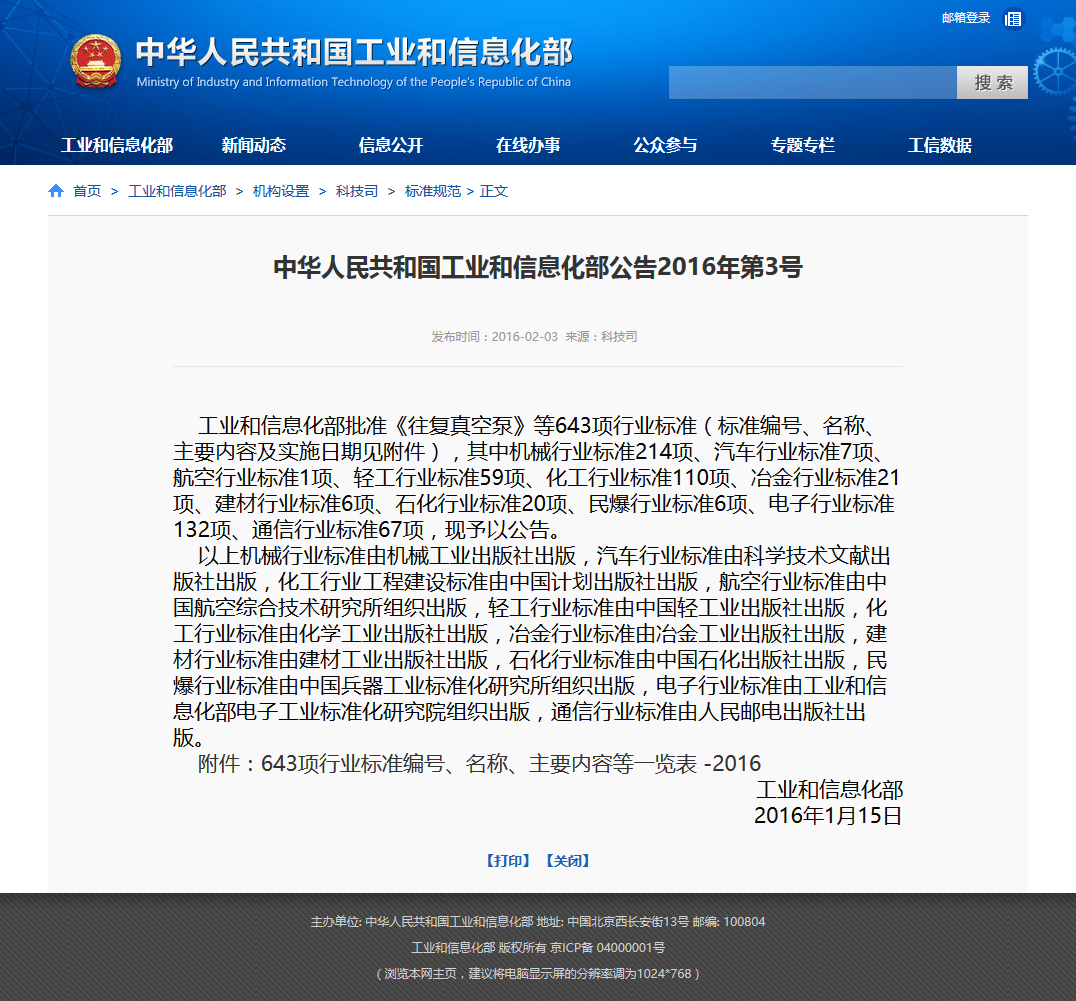 邮箱登录
中华人民共和国工业和信息化部
Ministry of Industry and Information Technology of the People's Republic of China
搜 索
工业和信息化部 新闻动态 信息公开 在线办事 公众参与 专题专栏 工信数据
首页 > 工业和信息化部 > 机构设置 > 科技司 > 标准规范 > 正文
中华人民共和国工业和信息化部公告2016年第3号
发布时间：2016-02-03 来源：科技司
工业和信息化部批准《往复真空泵》等643项行业标准（标准编号、名称、
主要内容及实施日期见附件），其中机械行业标准214项、汽车行业标准7项、
航空行业标准1项、轻工行业标准59项、化工行业标准110项、冶金行业标准21
项、建材行业标准6项、石化行业标准20项、民爆行业标准6项、电子行业标准
132项、通信行业标准67项，现予以公告。
以上机械行业标准由机械工业出版社出版，汽车行业标准由科学技术文献出
版社出版，化工行业工程建设标准由中国计划出版社出版，航空行业标准由中
国航空综合技术研究所组织出版，轻工行业标准由中国轻工业出版社出版，化
工行业标准由化学工业出版社出版，冶金行业标准由冶金工业出版社出版，建
材行业标准由建材工业出版社出版，石化行业标准由中国石化出版社出版，民
爆行业标准由中国兵器工业标准化研究所组织出版，电子行业标准由工业和信
息化部电子工业标准化研究院组织出版，通信行业标准由人民邮电出版社出
版。
附件：643项行业标准编号、名称、主要内容等一览表 -2016
工业和信息化部
2016年1月15日
【打印】 【关闭】
主办单位: 中华人民共和国工业和信息化部 地址: 中国北京西长安街13号 邮编: 100804
工业和信息化部 版权所有 京ICP备 04000001号
（ 浏览本网主页，建议将电脑显示屏的分辨率调为1024*768 ）